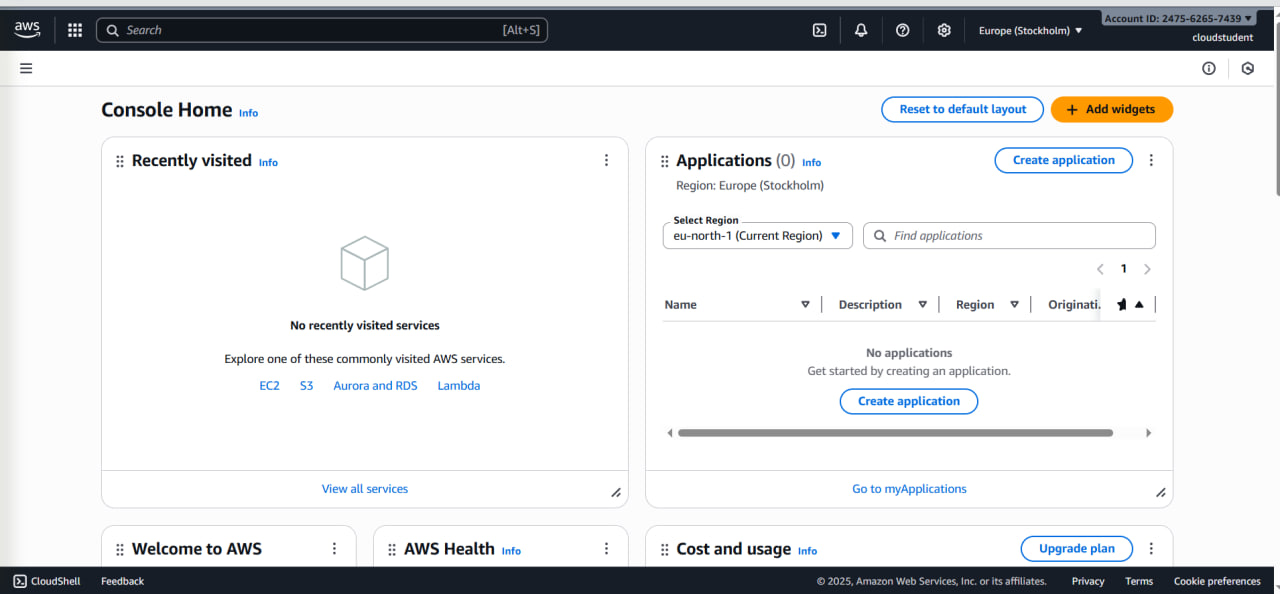 aws
Search [Alt+S]
Europe (Stockholm) ▼
Account ID: 2475-6265-7439 ▼
cloudstudent
Console Home Info
Reset to default layout
+ Add widgets
Recently visited Info
No recently visited services
Explore one of these commonly visited AWS services.
EC2 S3 Aurora and RDS Lambda
View all services
Applications (0) Info
Create application
Region: Europe (Stockholm)
Select Region
eu-north-1 (Current Region) ▼
Find applications
1
Name Description Region Originati.
No applications
Get started by creating an application.
Create application
Go to myApplications
Welcome to AWS
AWS Health Info
Cost and usage Info
Upgrade plan
CloudShell Feedback
© 2025, Amazon Web Services, Inc. or its affiliates. Privacy Terms Cookie preferences